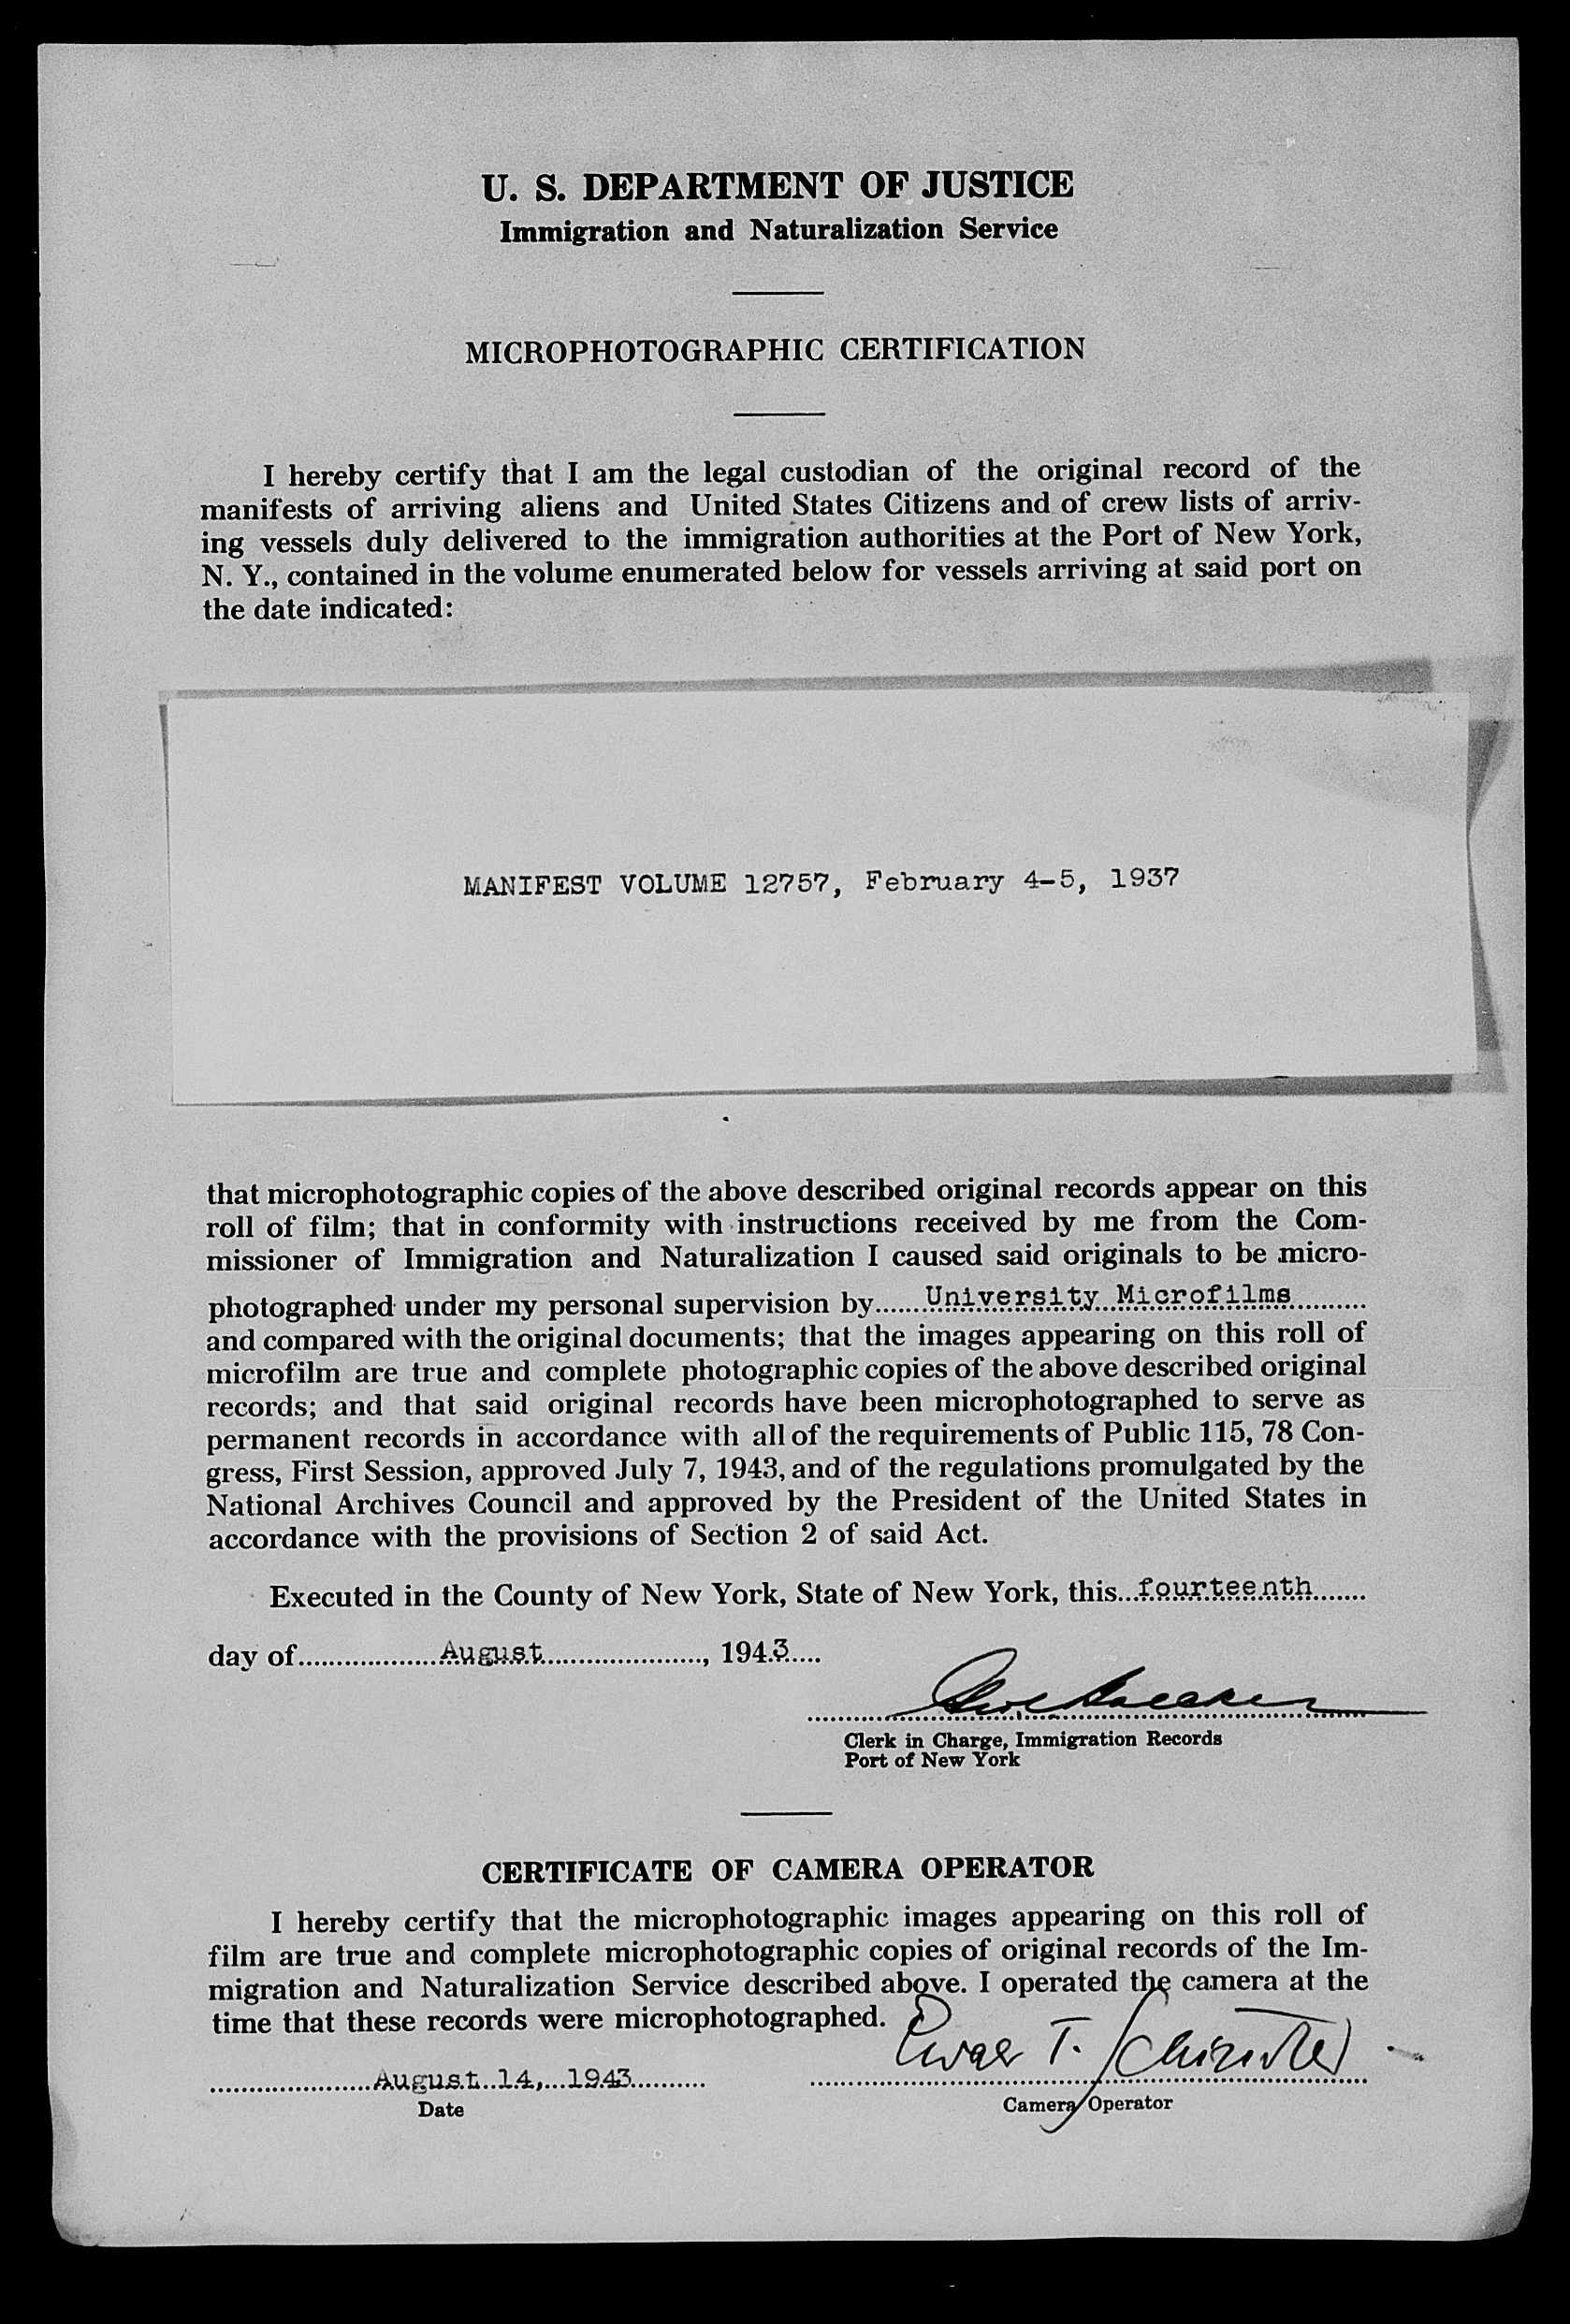 U. S. DEPARTMENT OF JUSTICE
Immigration and Naturalization Service
MICROPHOTOGRAPHIC CERTIFICATION
I hereby certify that I am the legal custodian of the original record of the
manifests of arriving aliens and United States Citizens and of crew lists of arriv-
ing vessels duly delivered to the immigration authorities at the Port of New York,
N. Y., contained in the volume enumerated below for vessels arriving at said port on
the date indicated:
MANIFEST VOLUME 12757, February 4-5, 1937
that microphotographic copies of the above described original records appear on this
roll of film; that in conformity with instructions received by me from the Com-
missioner of Immigration and Naturalization I caused said originals to be micro-
photographed under my personal supervision by University Microfilms
and compared with the original documents; that the images appearing on this roll of
microfilm are true and complete photographic copies of the above described original
records; and that said original records have been microphotographed to serve as
permanent records in accordance with all of the requirements of Public 115, 78 Con-
gress, First Session, approved July 7, 1943, and of the regulations promulgated by the
National Archives Council and approved by the President of the United States in
accordance with the provisions of Section 2 of said Act.
Executed in the County of New York, State of New York, this fourteenth
day of August, 1943
Clerk in Charge, Immigration Records
Port of New York
CERTIFICATE OF CAMERA OPERATOR
I hereby certify that the microphotographic images appearing on this roll of
film are true and complete microphotographic copies of original records of the Im-
migration and Naturalization Service described above. I operated the camera at the
time that these records were microphotographed.
T.
August 14, 1943
Date
Camera Operator